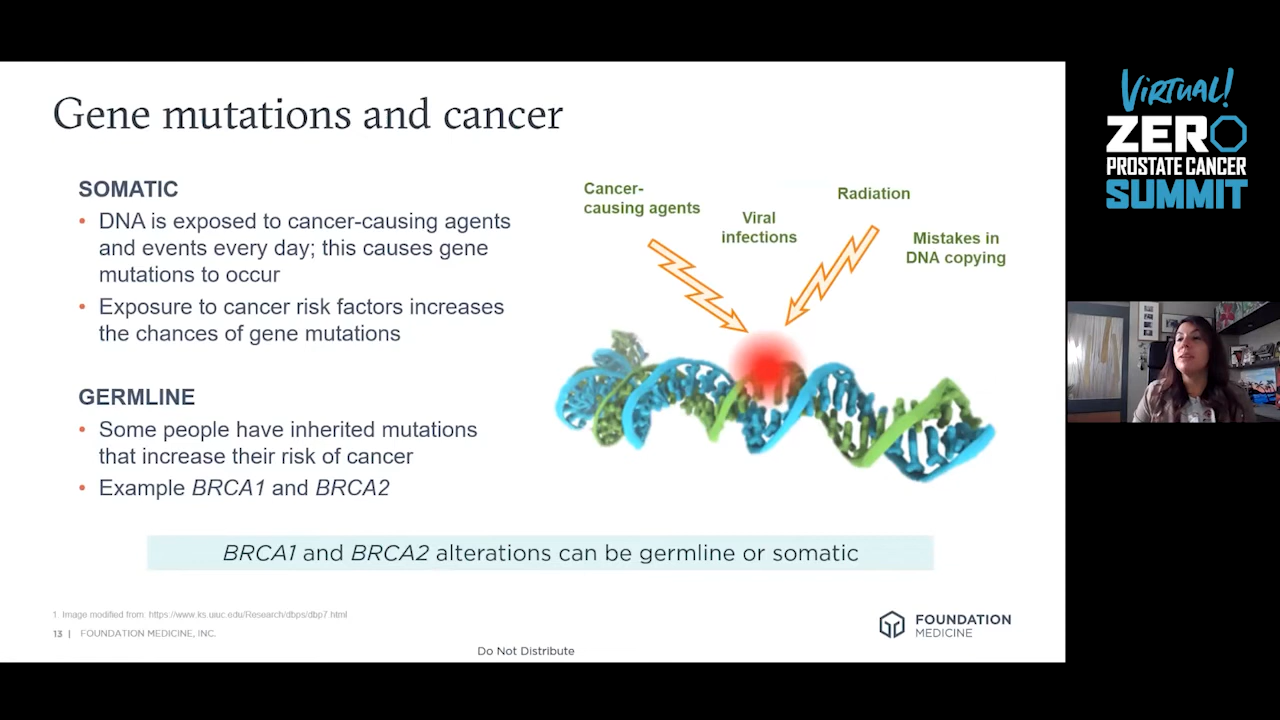 Gene mutations and cancer
SOMATIC
• DNA is exposed to cancer-causing agents
and events every day; this causes gene
mutations to occur
• Exposure to cancer risk factors increases
the chances of gene mutations
GERMLINE
• Some people have inherited mutations
that increase their risk of cancer
• Example BRCA1 and BRCA2
Cancer-
causing agents
Viral
infections
Radiation
Mistakes in
DNA copying
BRCA1 and BRCA2 alterations can be germline or somatic
1 Image modified from https://www.ks.uiuc.edu/Research/dbps/dbp7.html
13 | FOUNDATION MEDICINE, INC.
Do Not Distribute
FOUNDATION
MEDICINE
VIRTUAL!
ZERO
PROSTATE CANCER
SUMMIT